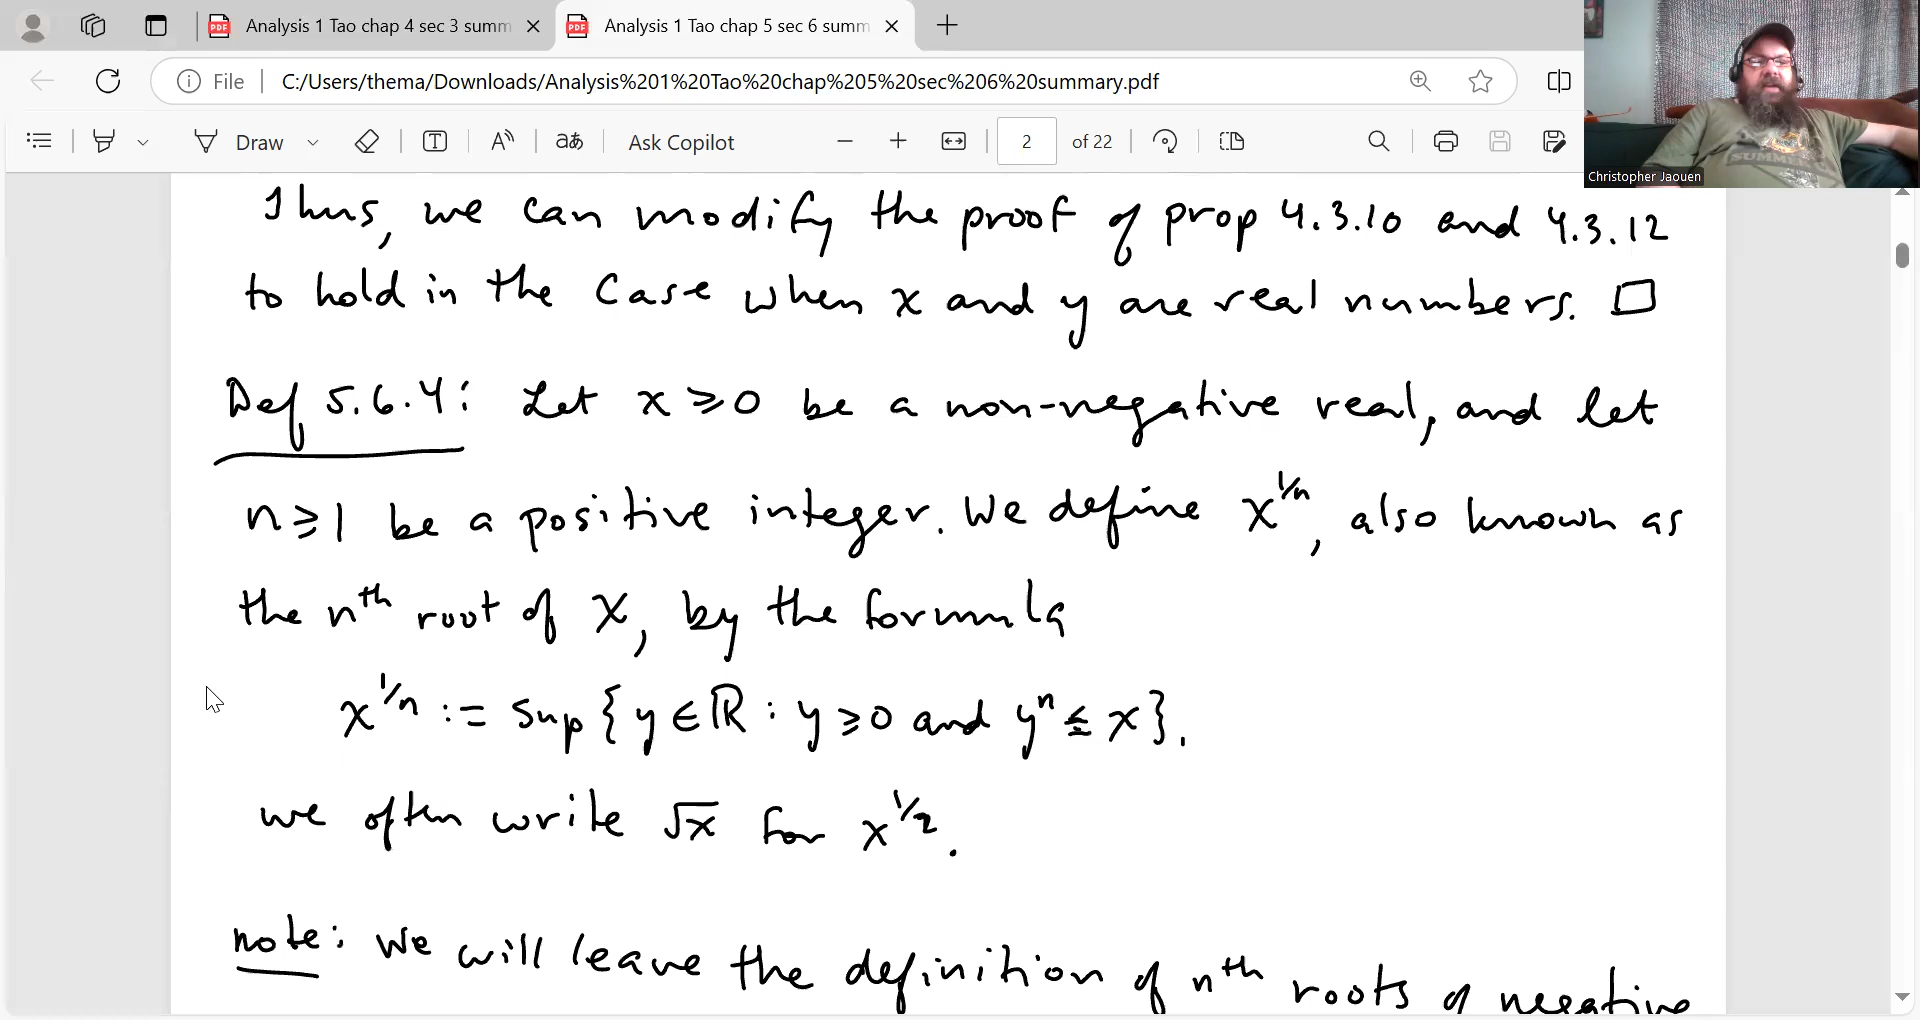 Analysis 1 Tao chap 4 sec 3 summ
Analysis 1 Tao chap 5 sec 6 summ
File C:/Users/thema/Downloads/Analysis%201%20Tao%20chap%205%20sec%206%20summary.pdf
Draw Ask Copilot 2 of 22
Christopher Jaouen
SUMM
Thus, we can modify the proof of prop 4.3.10 and 4.3.12
to hold in the case when x and y are real numbers. □
Def 5.6.4: Let x ⩾ 0 be a non-negative real, and let
n ⩾ 1 be a positive integer. We define x^{1/n}, also known as
the n^{th} root of x, by the formula
x^{1/n} := sup{y ∈ ℝ : y ⩾ 0 and y^n ≤ x}.
we often write √x for x^{1/2}.
note: We will leave the definition of n^{th} roots of negative